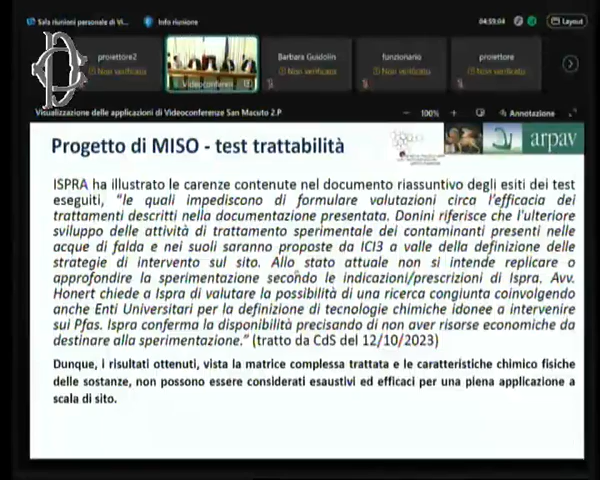 Sala riunioni personale di Vi...
Info riunione
04:59:04
Layout
proiettore2
Non verificato
Videoconferen
Barbara Guidolin
Non verificato
funzionario
Non verificato
proiettore
Non verificato
Visualizzazione delle applicazioni di Videoconferenze San Macuto 2.P
100%
Annotazione
Progetto di MISO - test trattabilità
arpav
ISPRA ha illustrato le carenze contenute nel documento riassuntivo degli esiti dei test
eseguiti, "le quali impediscono di formulare valutazioni circa l'efficacia dei
trattamenti descritti nella documentazione presentata. Donini riferisce che l'ulteriore
sviluppo delle attività di trattamento sperimentale dei contaminanti presenti nelle
acque di falda e nei suoli saranno proposte da ICI3 a valle della definizione delle
strategie di intervento sul sito. Allo stato attuale non si intende replicare o
approfondire la sperimentazione secondo le indicazioni/prescrizioni di Ispra. Avv.
Honert chiede a Ispra di valutare la possibilità di una ricerca congiunta coinvolgendo
anche Enti Universitari per la definizione di tecnologie chimiche idonee a intervenire
sui Pfas. Ispra conferma la disponibilità precisando di non aver risorse economiche da
destinare alla sperimentazione." (tratto da CdS del 12/10/2023)
Dunque, i risultati ottenuti, vista la matrice complessa trattata e le caratteristiche chimico fisiche
delle sostanze, non possono essere considerati esaustivi ed efficaci per una piena applicazione a
scala di sito.